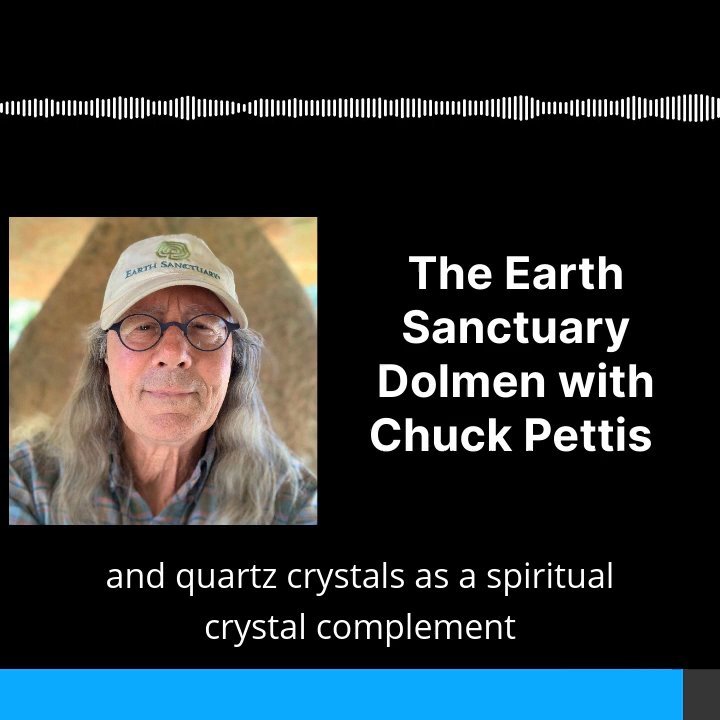 EARTH SANCTUARY
The Earth
Sanctuary
Dolmen with
Chuck Pettis
and quartz crystals as a spiritual
crystal complement